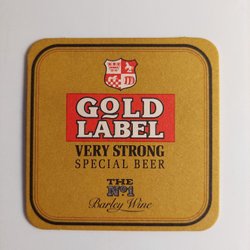 GOLD
LABEL
VERY STRONG
SPECIAL BEER
THE
Nº1
Barley Wine